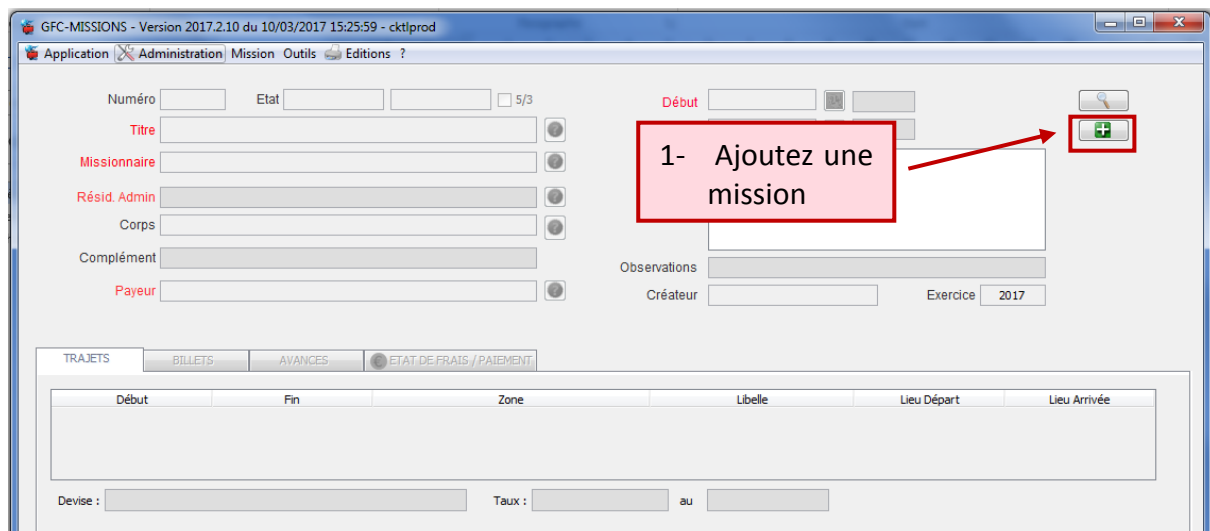 GFC-MISSIONS - Version 2017.2.10 du 10/03/2017 15:25:59 - cktlprod
Application Administration Mission Outils Editions ?
Numéro Etat 5/3 Début
Titre
Missionnaire
Résid. Admin
Corps
Complément
Payeur
1- Ajoutez une
mission
Observations
Créateur Exercice 2017
TRAJETS BILLETS AVANCES ETAT DE FRAIS / PAIEMENT
Début Fin Zone Libelle Lieu Départ Lieu Arrivée
Devise : Taux : au